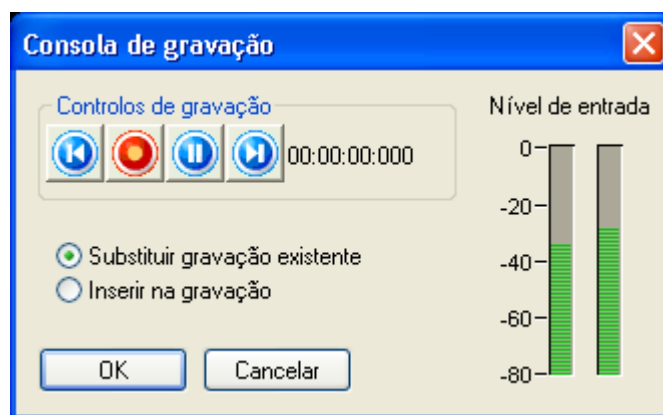 Consola de gravação
Controlos de gravação
00:00:00:000
Substituir gravação existente
Inserir na gravação
OK
Cancelar
Nível de entrada
0
-20
-40
-60
-80